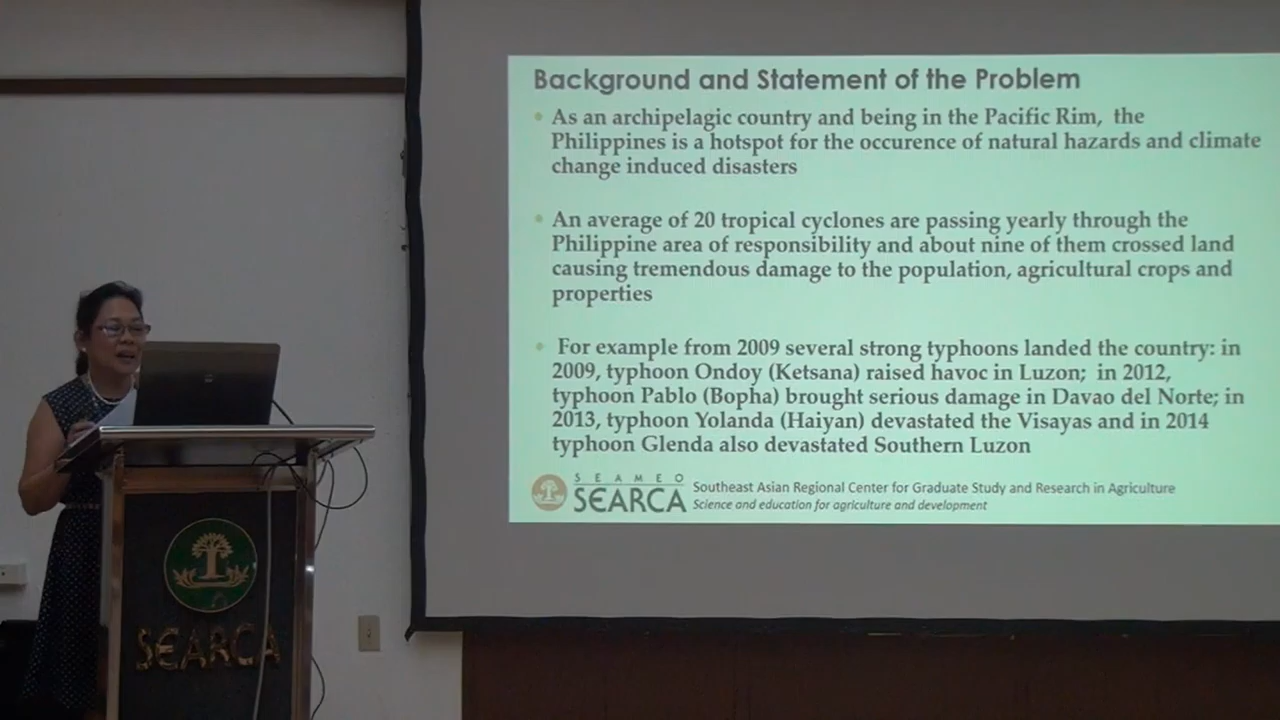 Background and Statement of the Problem
As an archipelagic country and being in the Pacific Rim, the
Philippines is a hotspot for the occurence of natural hazards and climate
change induced disasters
An average of 20 tropical cyclones are passing yearly through the
Philippine area of responsibility and about nine of them crossed land
causing tremendous damage to the population, agricultural crops and
properties
For example from 2009 several strong typhoons landed the country: in
2009, typhoon Ondoy (Ketsana) raised havoc in Luzon; in 2012,
typhoon Pablo (Bopha) brought serious damage in Davao del Norte; in
2013, typhoon Yolanda (Haiyan) devastated the Visayas and in 2014
typhoon Glenda also devastated Southern Luzon
SEAMEO
SEARCA
Southeast Asian Regional Center for Graduate Study and Research in Agriculture
Science and education for agriculture and development
SEARCA